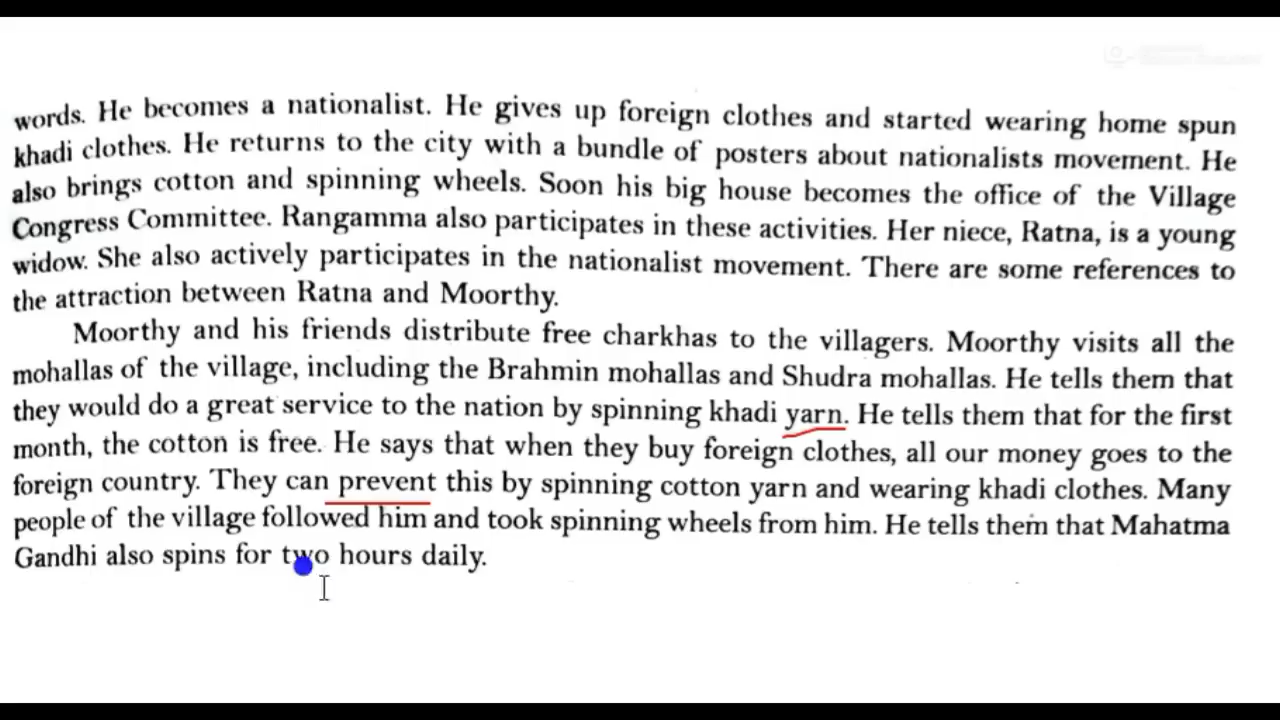 words. He becomes a nationalist. He gives up foreign clothes and started wearing home spun
khadi clothes. He returns to the city with a bundle of posters about nationalists movement. He
also brings cotton and spinning wheels. Soon his big house becomes the office of the Village
Congress Committee. Rangamma also participates in these activities. Her niece, Ratna, is a young
widow. She also actively participates in the nationalist movement. There are some references to
the attraction between Ratna and Moorthy.
Moorthy and his friends distribute free charkhas to the villagers. Moorthy visits all the
mohallas of the village, including the Brahmin mohallas and Shudra mohallas. He tells them that
they would do a great service to the nation by spinning khadi yarn. He tells them that for the first
month, the cotton is free. He says that when they buy foreign clothes, all our money goes to the
foreign country. They can prevent this by spinning cotton yarn and wearing khadi clothes. Many
people of the village followed him and took spinning wheels from him. He tells them that Mahatma
Gandhi also spins for two hours daily.